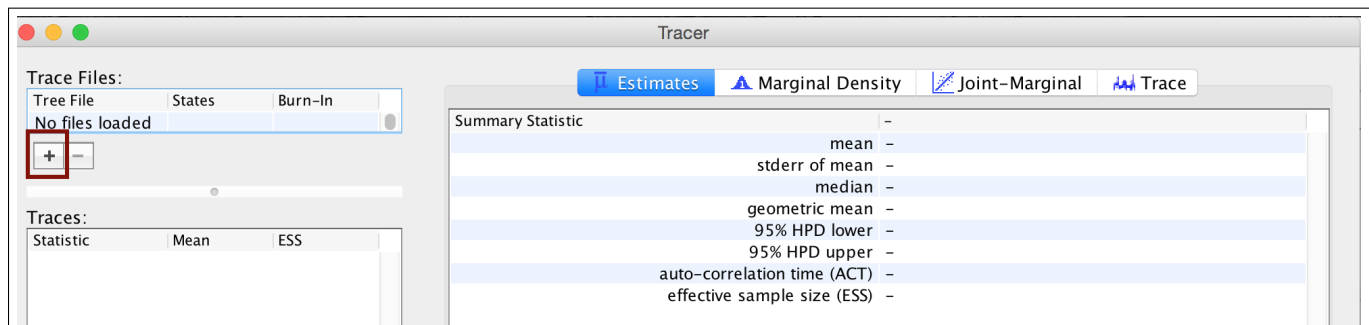 Tracer
Trace Files:
Tree File States Burn-In
No files loaded
+ −
Traces:
Statistic Mean ESS
μ Estimates Marginal Density Joint-Marginal Trace
Summary Statistic –
mean –
stderr of mean –
median –
geometric mean –
95% HPD lower –
95% HPD upper –
auto-correlation time (ACT) –
effective sample size (ESS) –